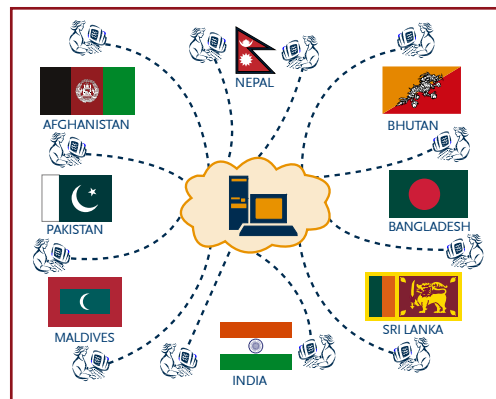 NEPAL
AFGHANISTAN
BHUTAN
PAKISTAN
BANGLADESH
MALDIVES
SRI LANKA
INDIA